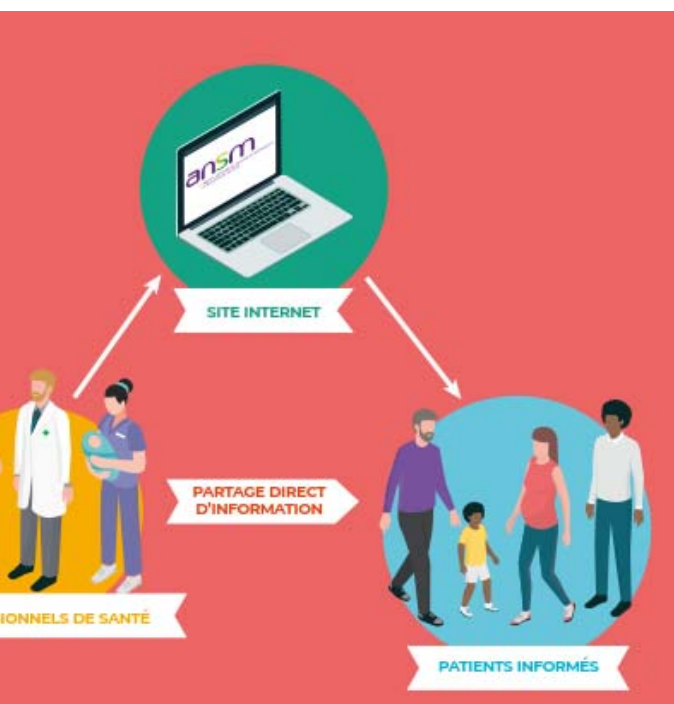 ansm
SITE INTERNET
PARTAGE DIRECT
D'INFORMATION
IONNELS DE SANTÉ
PATIENTS INFORMÉS